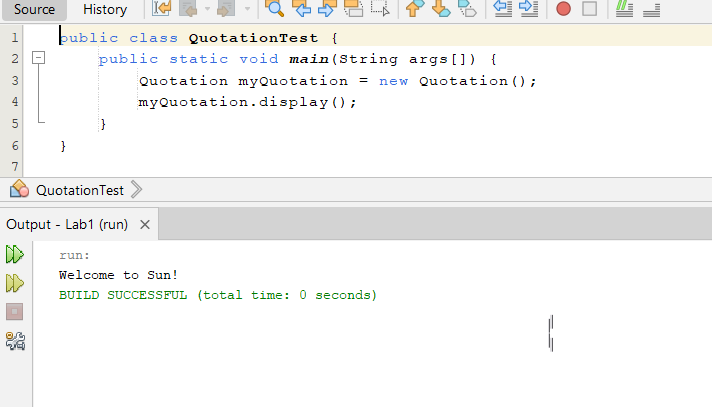 Source History
1 public class QuotationTest {
2 public static void main(String args[]) {
3 Quotation myQuotation = new Quotation();
4 myQuotation.display();
5 }
6 }
7
QuotationTest
Output - Lab1 (run) ×
run:
Welcome to Sun!
BUILD SUCCESSFUL (total time: 0 seconds)